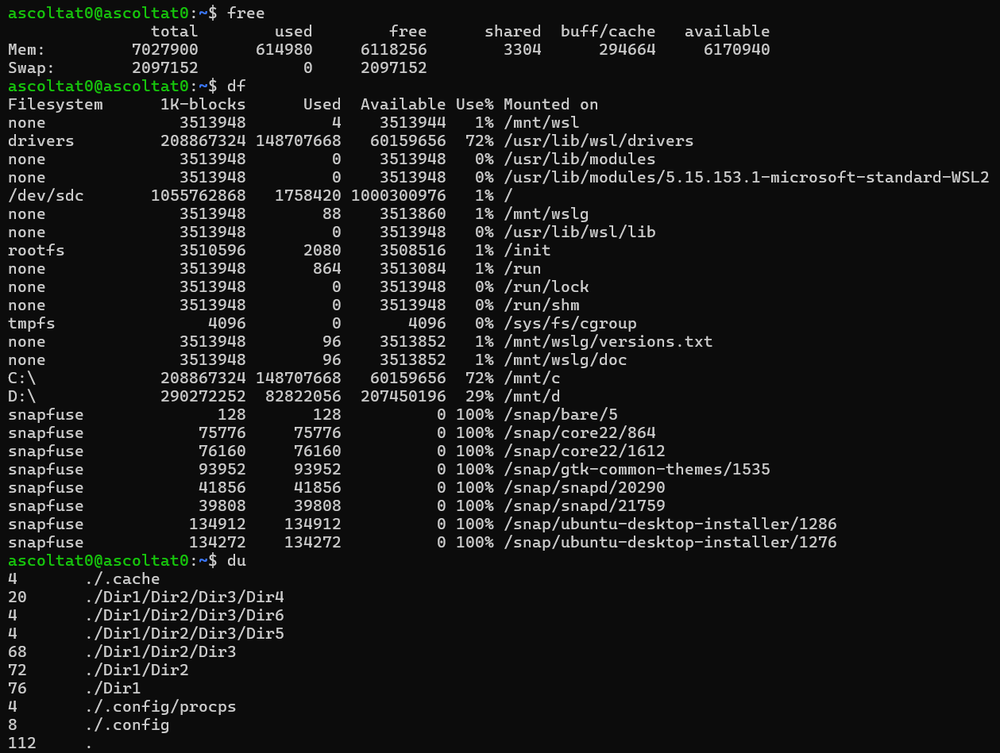 ascoltat0@ascoltat0:~$ free
               total        used        free      shared  buff/cache   available
Mem:         7027900      614980     6118256        3304      294664     6170940
Swap:        2097152           0     2097152
ascoltat0@ascoltat0:~$ df
Filesystem      1K-blocks      Used  Available Use% Mounted on
none              3513948         4    3513944   1% /mnt/wsl
drivers         208867324 148707668   60159656  72% /usr/lib/wsl/drivers
none              3513948         0    3513948   0% /usr/lib/modules
none              3513948         0    3513948   0% /usr/lib/modules/5.15.153.1-microsoft-standard-WSL2
/dev/sdc       1055762868   1758420 1000300976   1% /
none              3513948        88    3513860   1% /mnt/wslg
none              3513948         0    3513948   0% /usr/lib/wsl/lib
rootfs            3510596      2080    3508516   1% /init
none              3513948       864    3513084   1% /run
none              3513948         0    3513948   0% /run/lock
none              3513948         0    3513948   0% /run/shm
tmpfs                4096         0       4096   0% /sys/fs/cgroup
none              3513948        96    3513852   1% /mnt/wslg/versions.txt
none              3513948        96    3513852   1% /mnt/wslg/doc
C:\             208867324 148707668   60159656  72% /mnt/c
D:\             290272252  82822056  207450196  29% /mnt/d
snapfuse              128       128          0 100% /snap/bare/5
snapfuse            75776     75776          0 100% /snap/core22/864
snapfuse            76160     76160          0 100% /snap/core22/1612
snapfuse            93952     93952          0 100% /snap/gtk-common-themes/1535
snapfuse            41856     41856          0 100% /snap/snapd/20290
snapfuse            39808     39808          0 100% /snap/snapd/21759
snapfuse           134912    134912          0 100% /snap/ubuntu-desktop-installer/1286
snapfuse           134272    134272          0 100% /snap/ubuntu-desktop-installer/1276
ascoltat0@ascoltat0:~$ du
4       ./.cache
20      ./Dir1/Dir2/Dir3/Dir4
4       ./Dir1/Dir2/Dir3/Dir6
4       ./Dir1/Dir2/Dir3/Dir5
68      ./Dir1/Dir2/Dir3
72      ./Dir1/Dir2
76      ./Dir1
4       ./.config/procps
8       ./.config
112     .